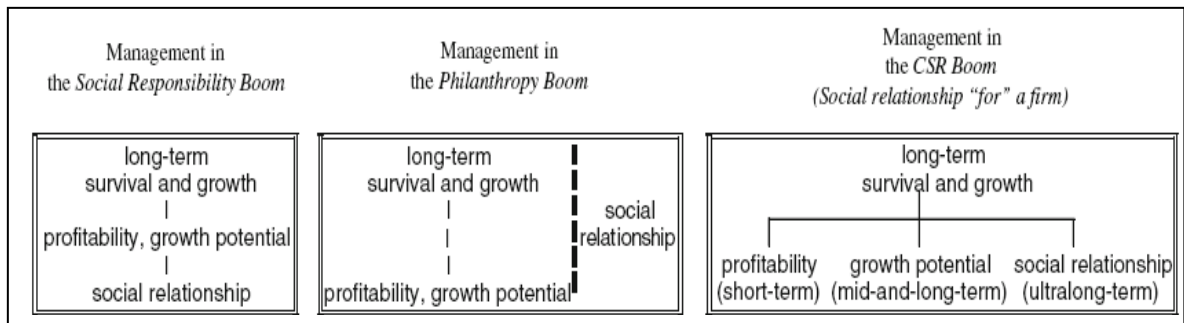 Management in
the Social Responsibility Boom
long-term
survival and growth
profitability, growth potential
social relationship
Management in
the Philanthropy Boom
long-term
survival and growth
profitability, growth potential
social
relationship
Management in
the CSR Boom
(Social relationship “for” a firm)
long-term
survival and growth
profitability
(short-term)
growth potential
(mid-and-long-term)
social relationship
(ultralong-term)